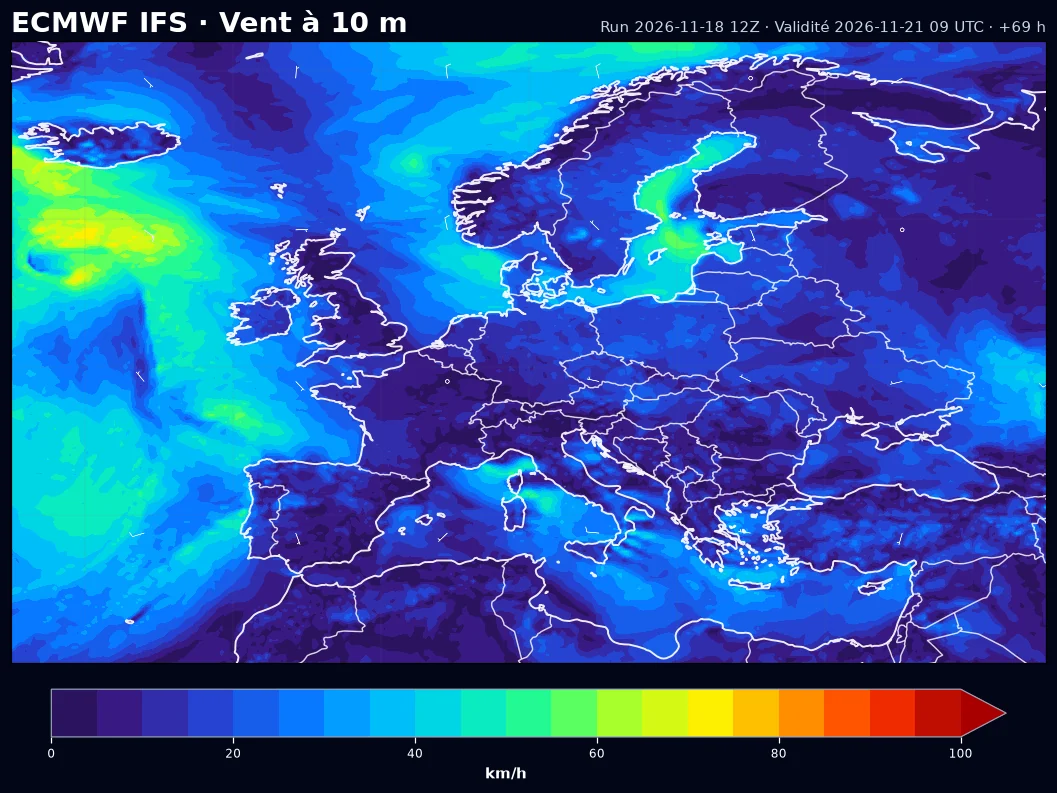 ECMWF IFS · Vent à 10 m
Run 2026-11-18 12Z · Validité 2026-11-21 09 UTC · +69 h
0 20 40 60 80 100
km/h